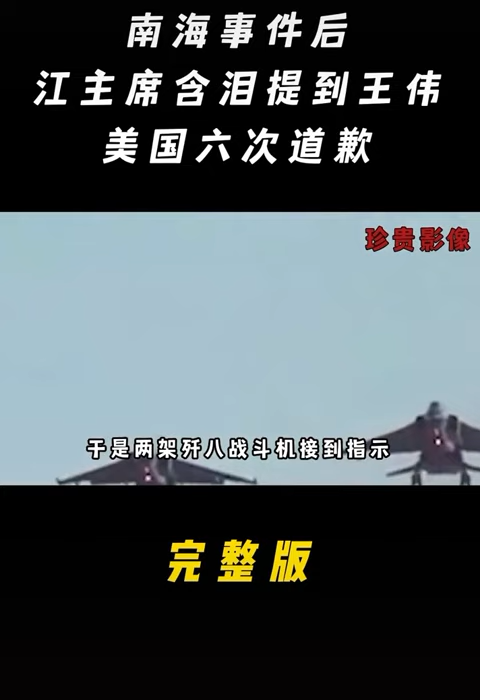 南海事件后
江主席含泪提到王伟
美国六次道歉
珍贵影像
于是两架歼八战斗机接到指示
完整版